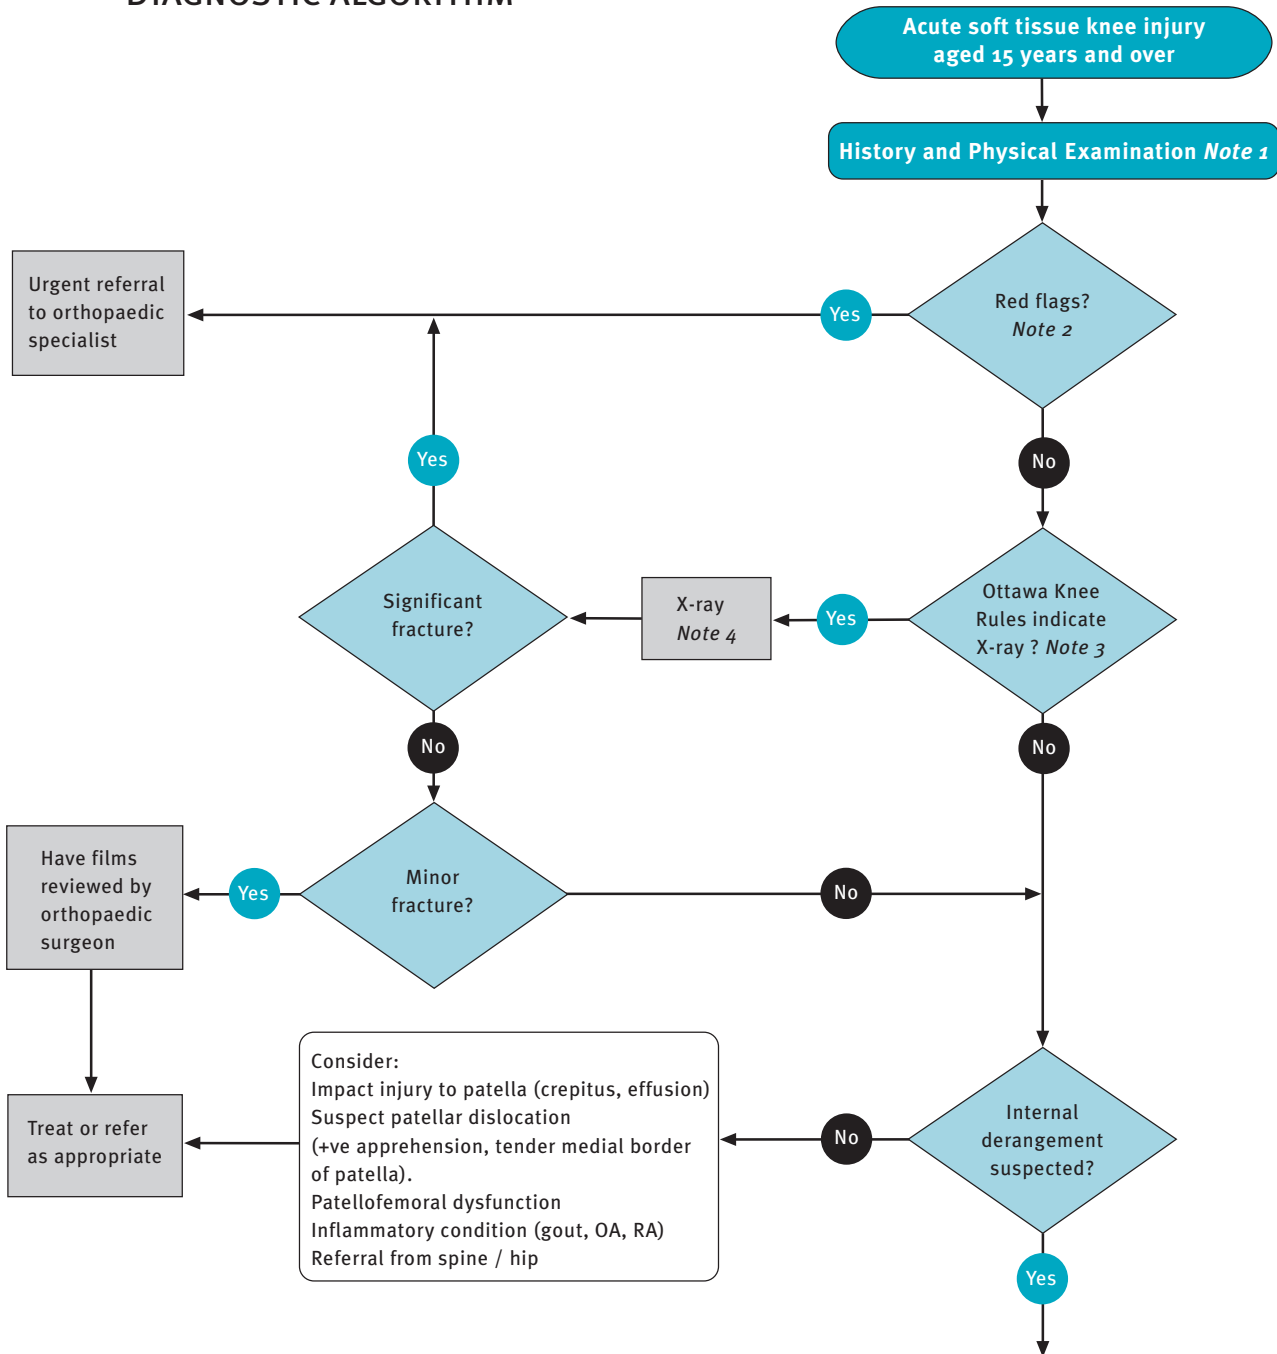 DIAGNOSTIC ALGORITHM
Acute soft tissue knee injury
aged 15 years and over
History and Physical Examination Note 1
Urgent referral
to orthopaedic
specialist
Yes
Red flags?
Note 2
Yes
No
Significant
fracture?
X-ray
Note 4
Yes
Ottawa Knee
Rules indicate
X-ray ? Note 3
No
No
Have films
reviewed by
orthopaedic
surgeon
Yes
Minor
fracture?
No
Treat or refer
as appropriate
Consider:
Impact injury to patella (crepitus, effusion)
Suspect patellar dislocation
(+ve apprehension, tender medial border
of patella).
Patellofemoral dysfunction
Inflammatory condition (gout, OA, RA)
Referral from spine / hip
No
Internal
derangement
suspected?
Yes